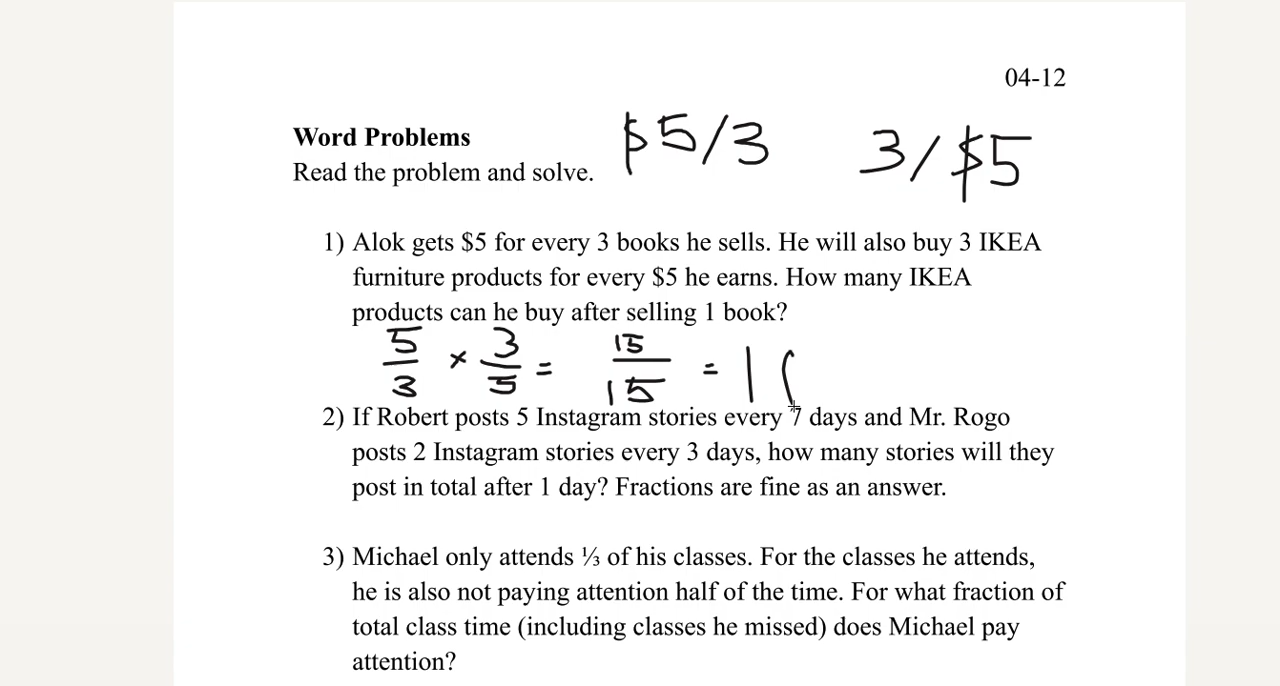 04-12
Word Problems
$5/3 3/$5
Read the problem and solve.
1) Alok gets $5 for every 3 books he sells. He will also buy 3 IKEA
furniture products for every $5 he earns. How many IKEA
products can he buy after selling 1 book?
5/3 × 3/5 = 15/15 = 1 (
2) If Robert posts 5 Instagram stories every 7 days and Mr. Rogo
posts 2 Instagram stories every 3 days, how many stories will they
post in total after 1 day? Fractions are fine as an answer.
3) Michael only attends ⅓ of his classes. For the classes he attends,
he is also not paying attention half of the time. For what fraction of
total class time (including classes he missed) does Michael pay
attention?